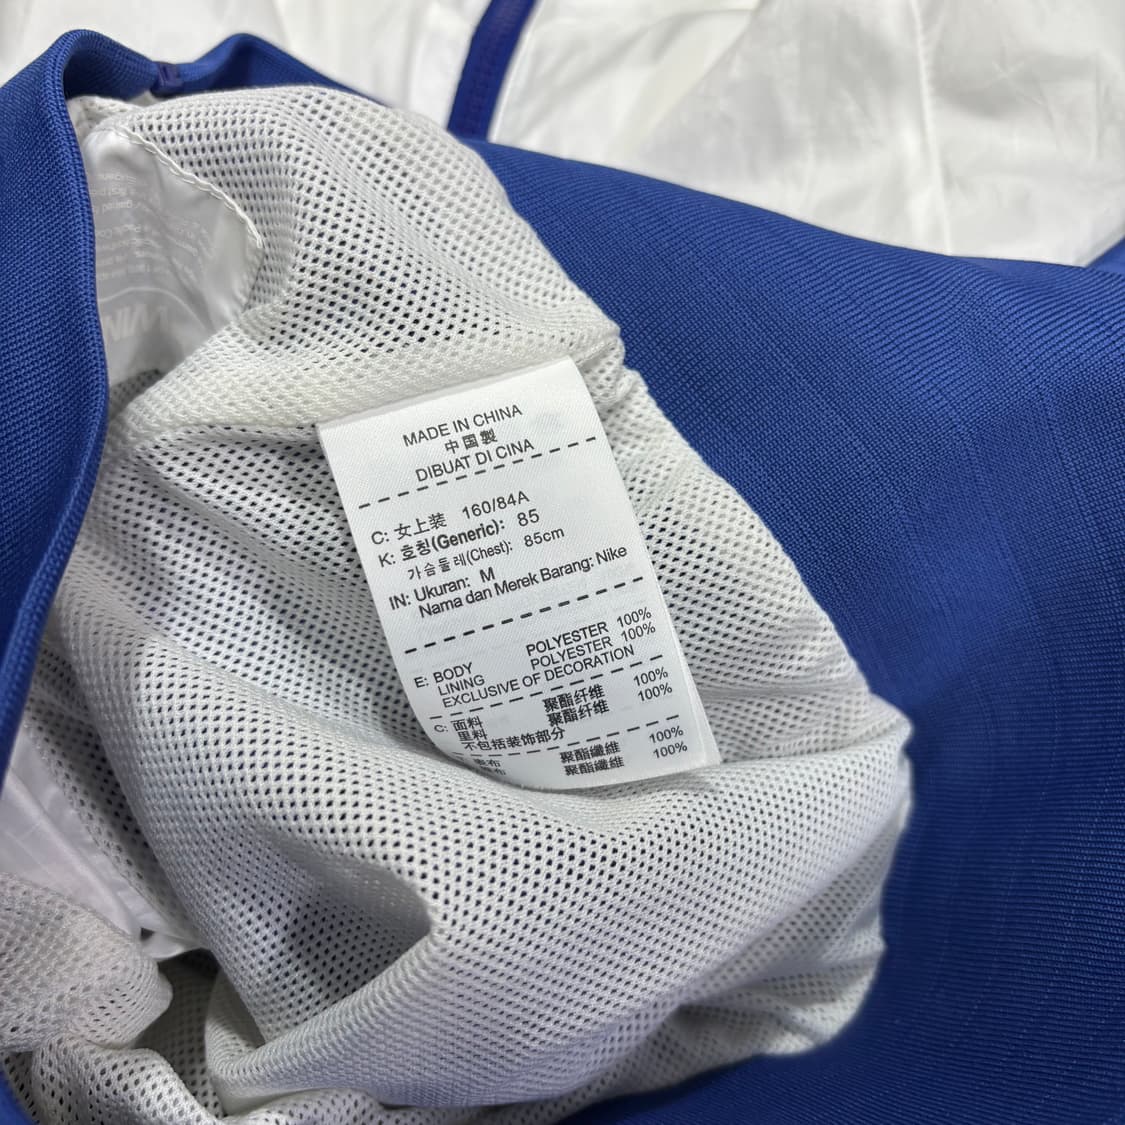 MADE IN CHINA
中国製
DIBUAT DI CINA
C: 女上装 160/84A
K: 호칭(Generic): 85
가슴둘레(Chest): 85cm
IN: Ukuran: M
Nama dan Merek Barang: Nike
E: BODY POLYESTER 100%
LINING POLYESTER 100%
EXCLUSIVE OF DECORATION
C: 面料 聚酯纤维 100%
里料 聚酯纤维 100%
不包括装饰部分
表布 聚酯纖維 100%
聚酯纖維 100%